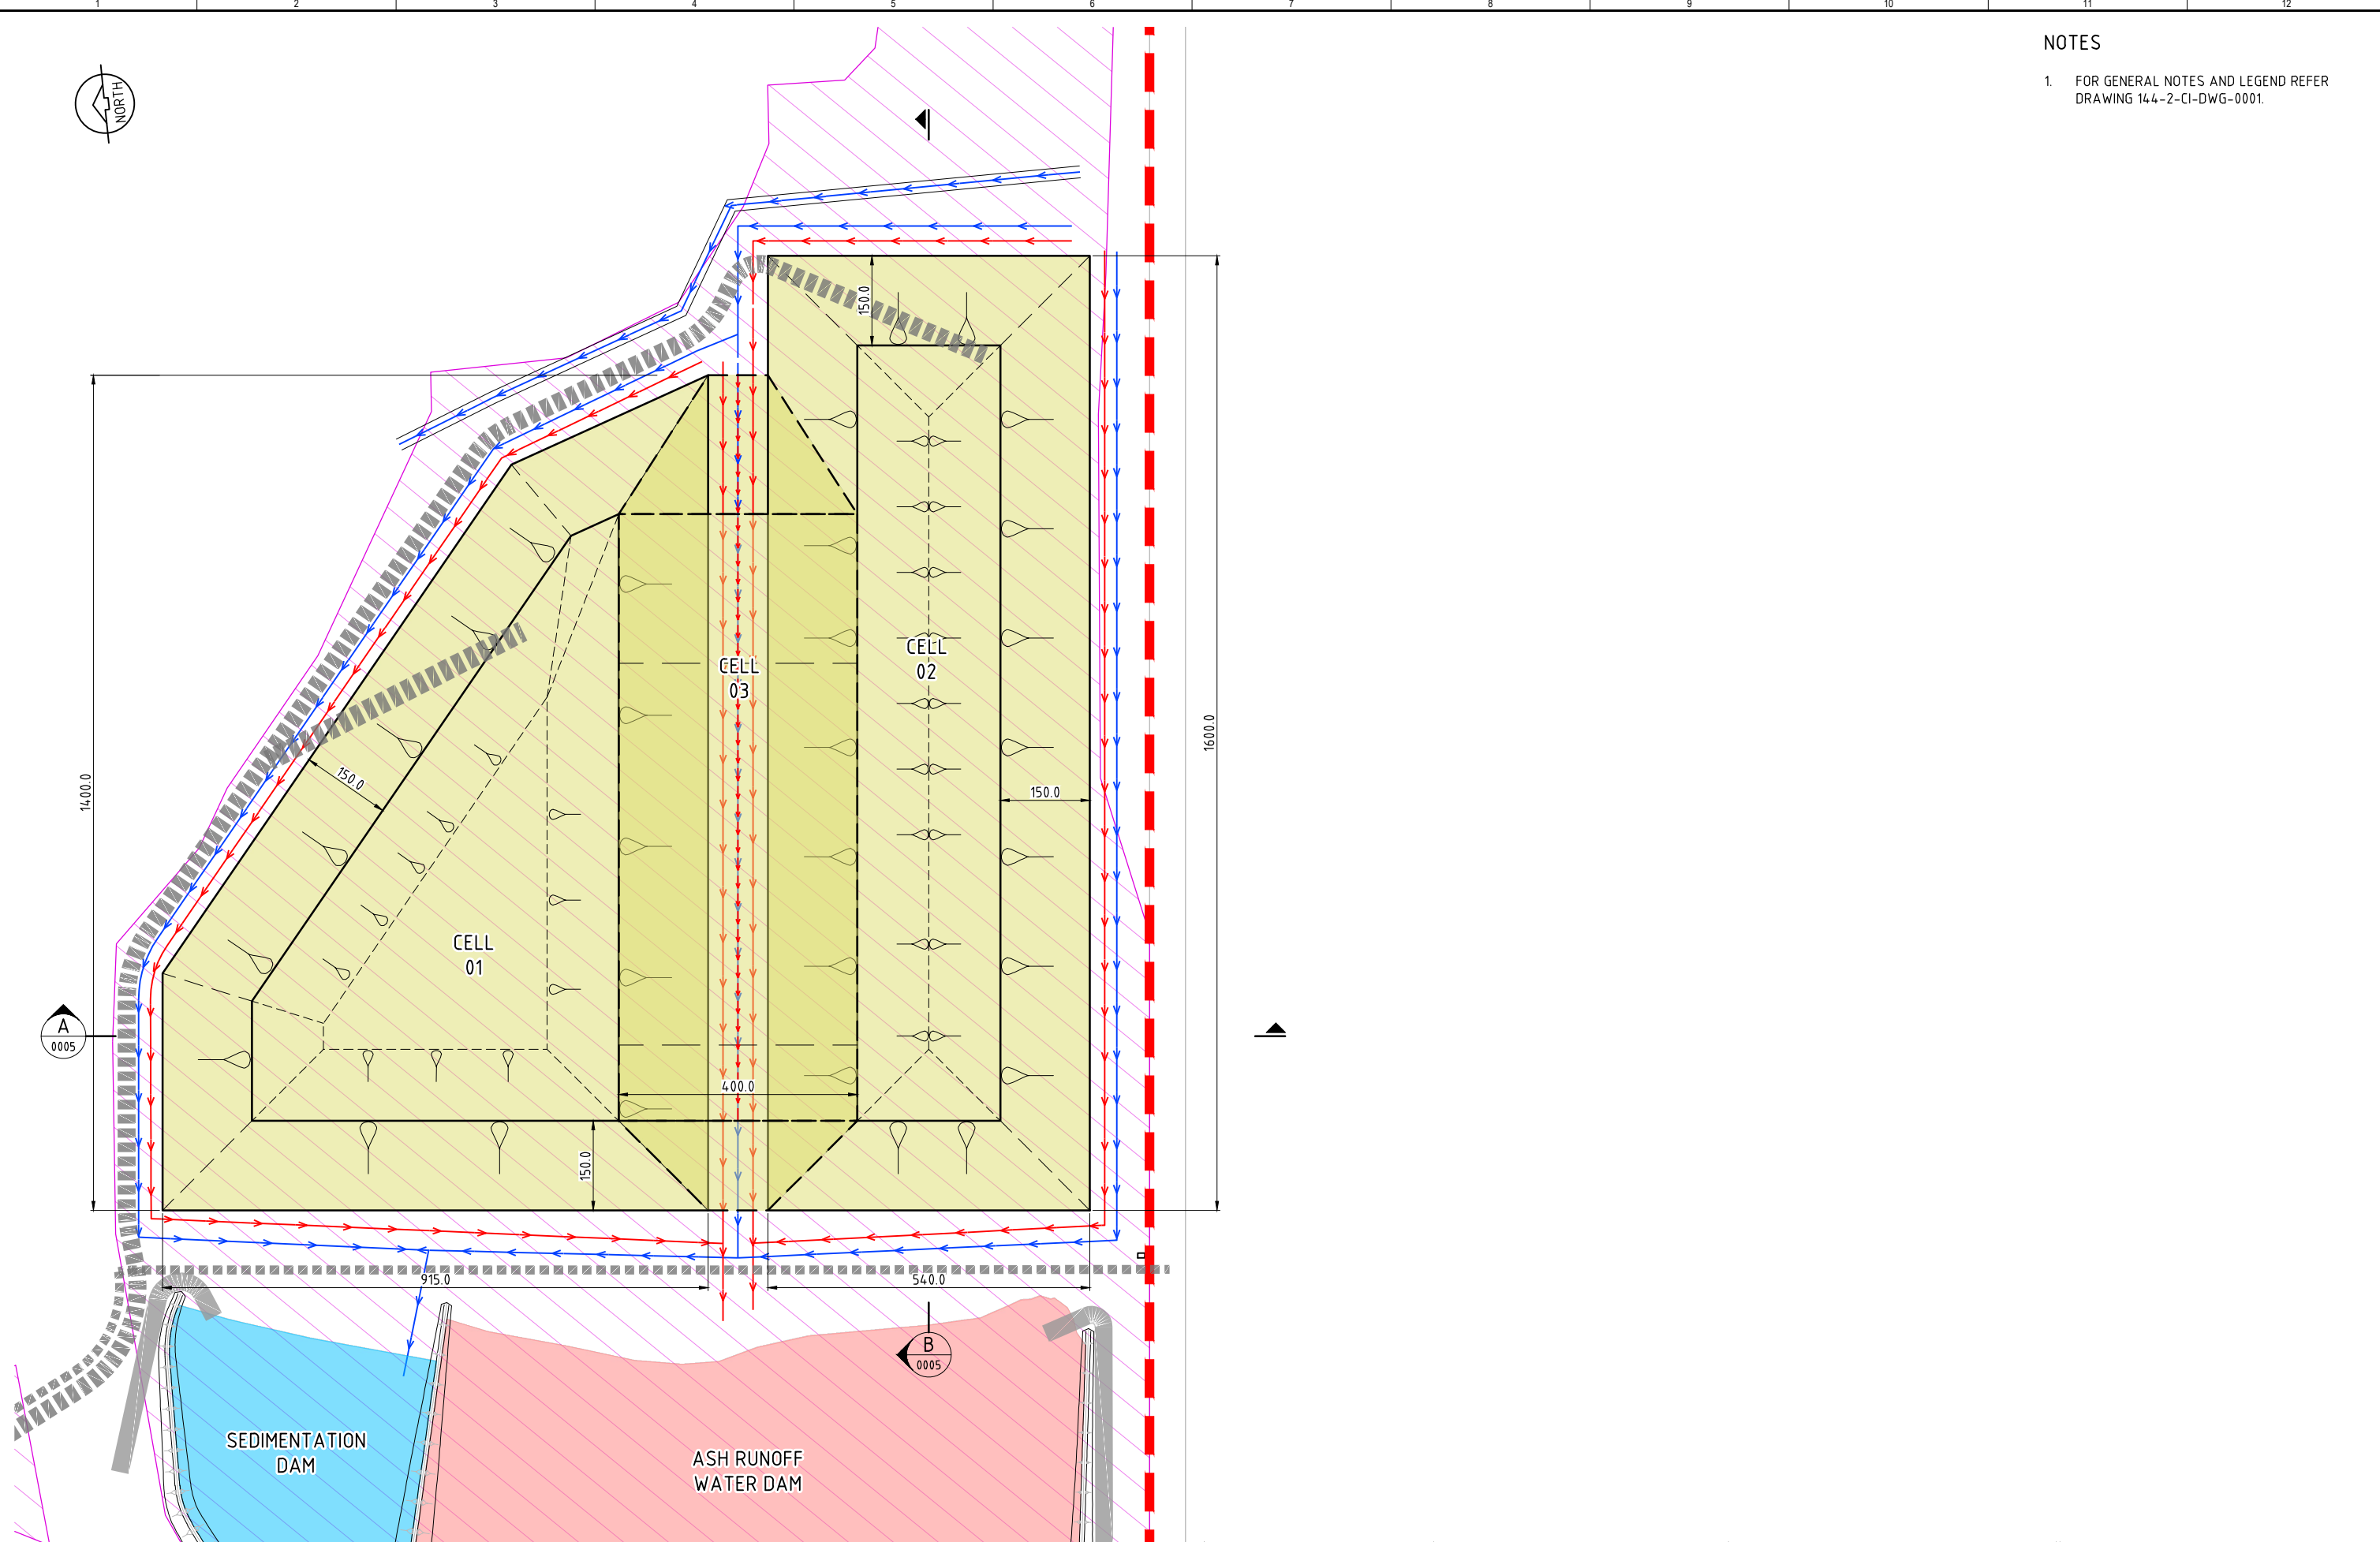 1 2 3 4 5 6 7 8 9 10 11 12
NOTES
1. FOR GENERAL NOTES AND LEGEND REFER
DRAWING 144-2-CI-DWG-0001.
NORTH
150.0
CELL
03
CELL
02
1600.0
1400.0
150.0
150.0
CELL
01
A
0005
400.0
150.0
915.0
540.0
B
0005
SEDIMENTATION
DAM
ASH RUNOFF
WATER DAM